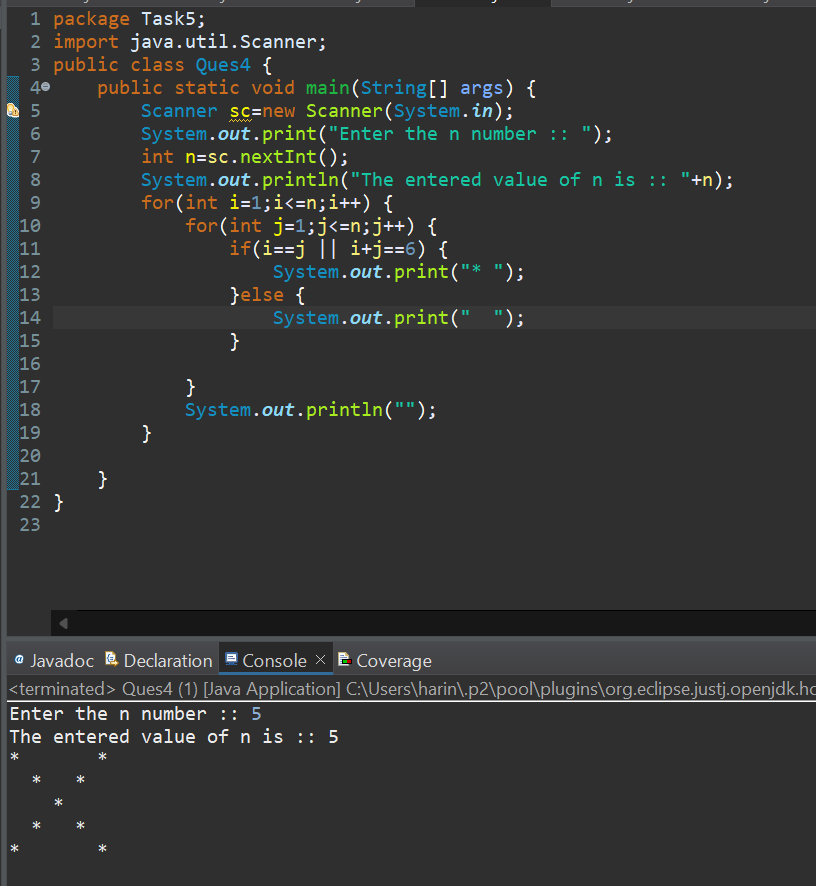 1 package Task5;
2 import java.util.Scanner;
3 public class Ques4 {
4     public static void main(String[] args) {
5         Scanner sc=new Scanner(System.in);
6         System.out.print("Enter the n number :: ");
7         int n=sc.nextInt();
8         System.out.println("The entered value of n is :: "+n);
9         for(int i=1;i<=n;i++) {
10             for(int j=1;j<=n;j++) {
11                 if(i==j || i+j==6) {
12                     System.out.print("* ");
13                 }else {
14                     System.out.print("  ");
15                 }
16
17             }
18             System.out.println("");
19         }
20
21     }
22 }
23
@ Javadoc Declaration Console × Coverage
<terminated> Ques4 (1) [Java Application] C:\Users\harin\.p2\pool\plugins\org.eclipse.justj.openjdk.ho
Enter the n number :: 5
The entered value of n is :: 5
*       *
  *   *
    *
  *   *
*       *